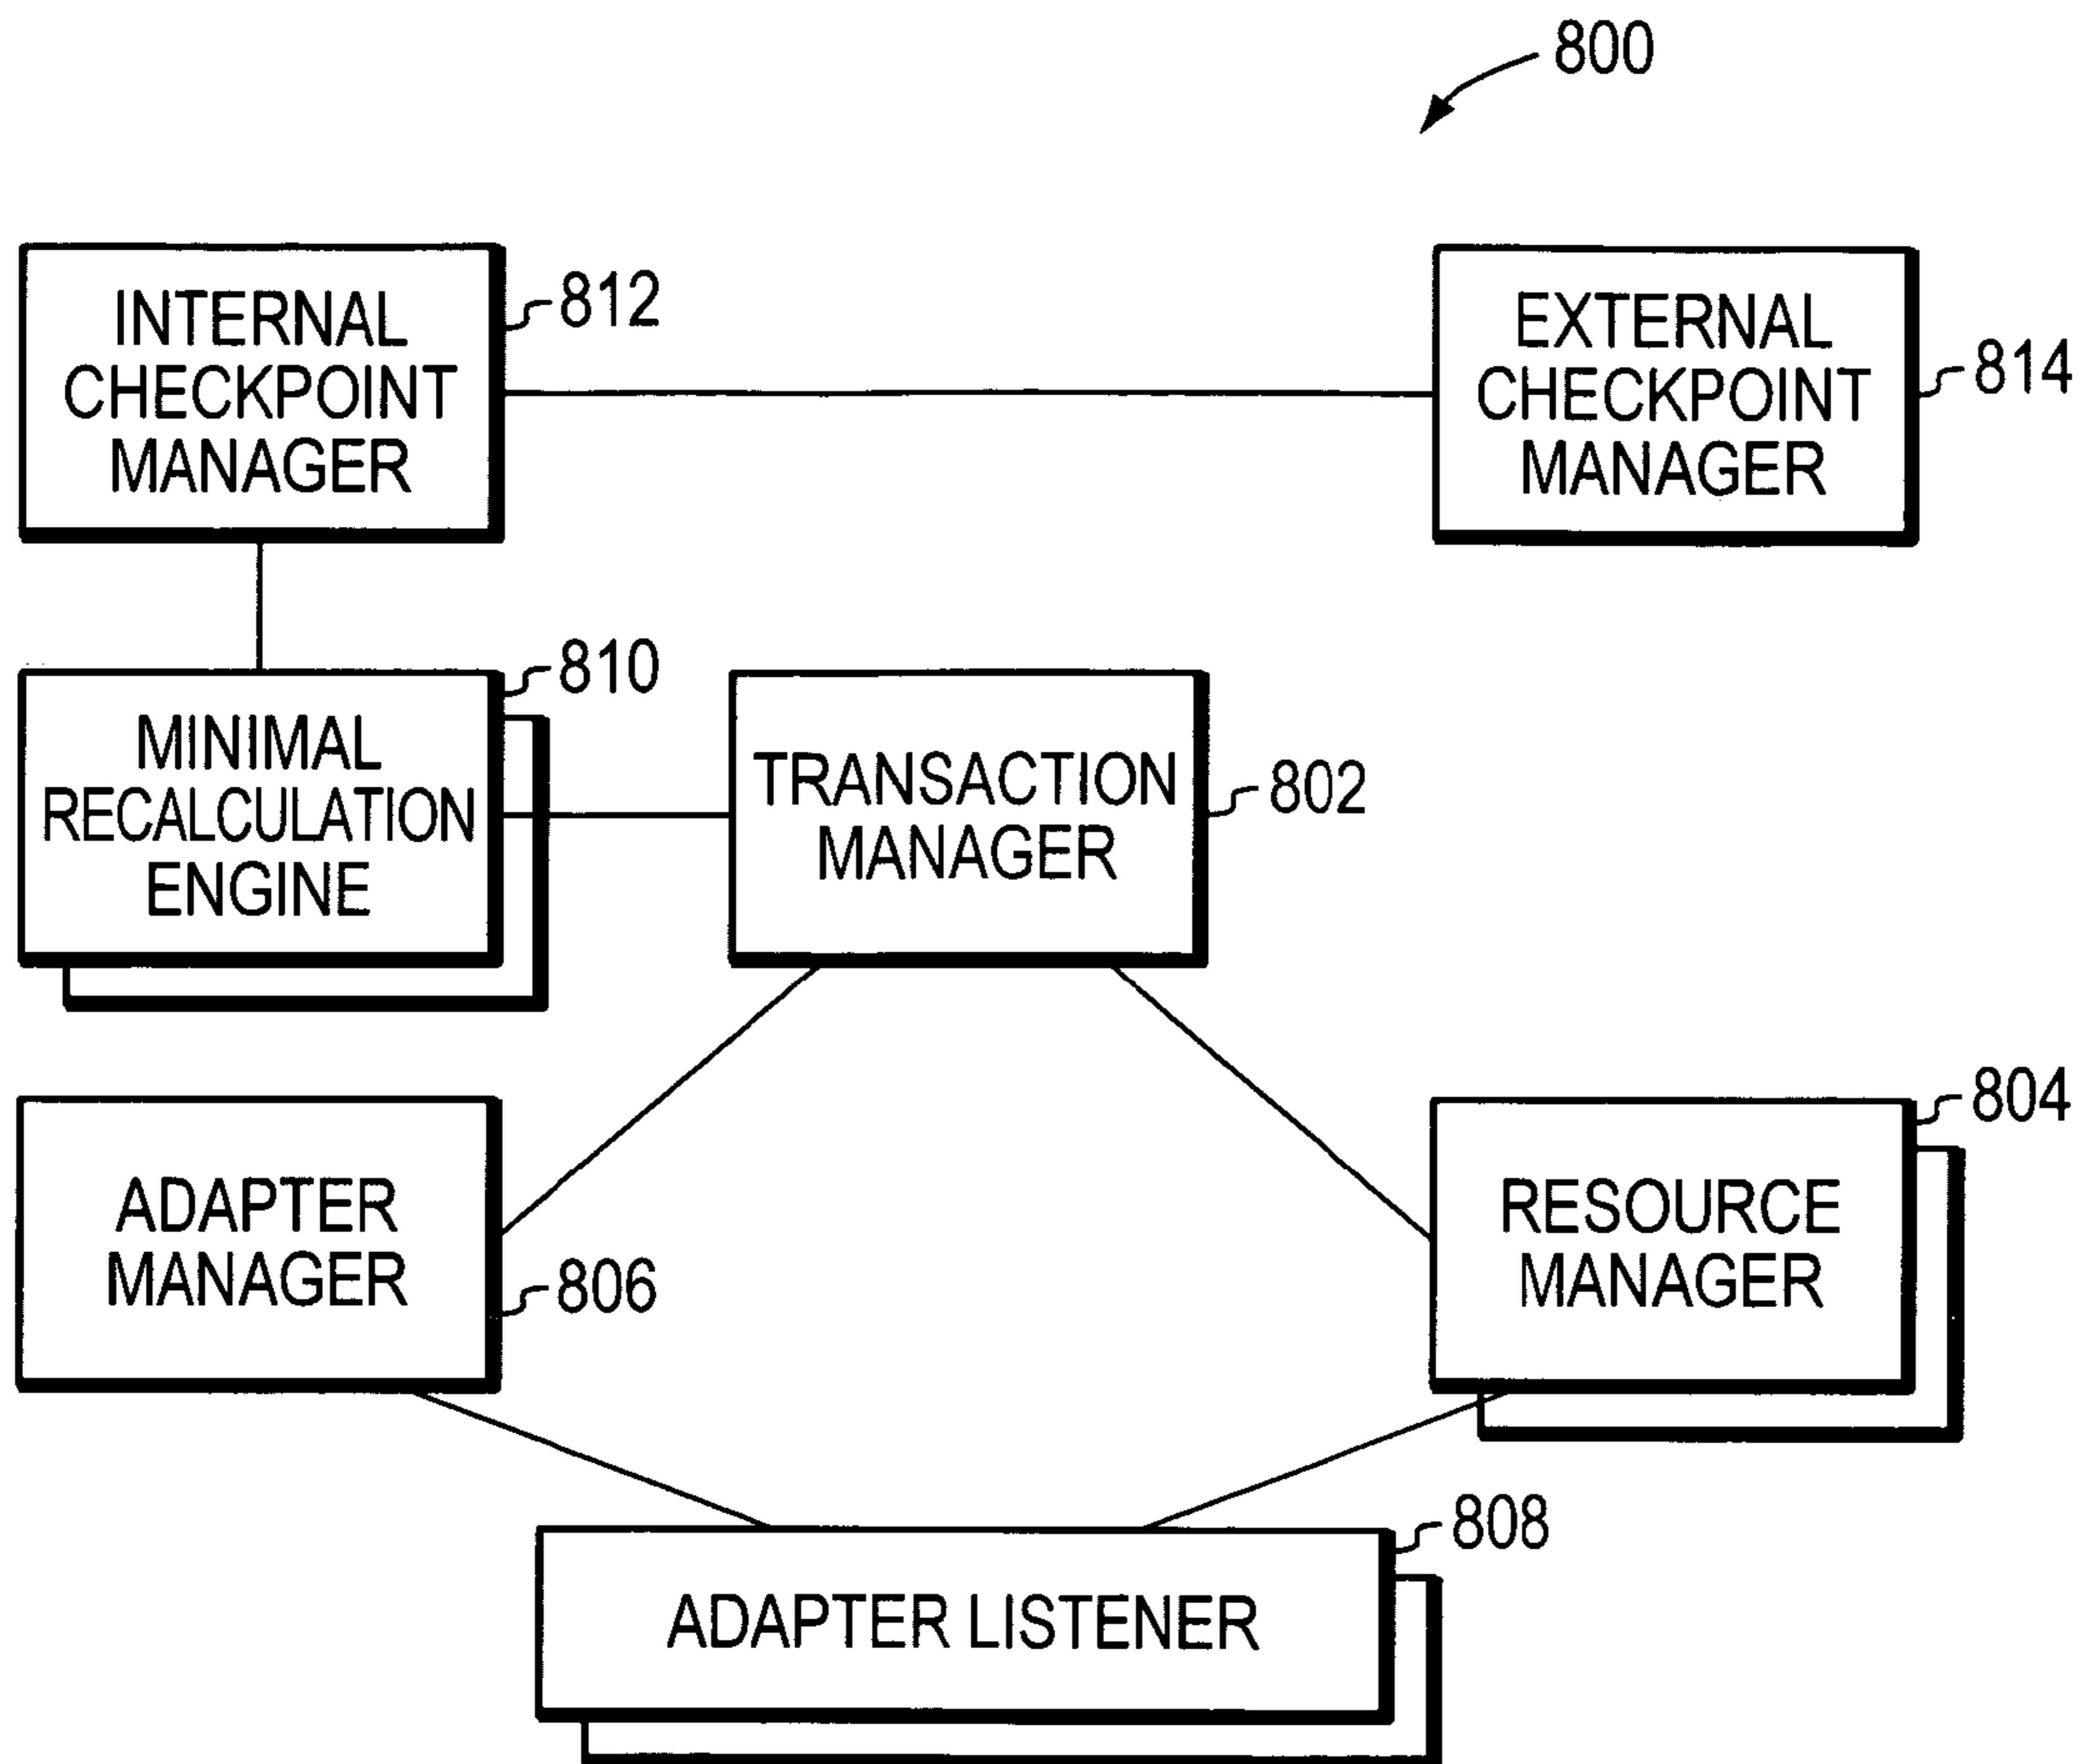 800
INTERNAL
CHECKPOINT
MANAGER
812
EXTERNAL
CHECKPOINT
MANAGER
814
MINIMAL
RECALCULATION
ENGINE
810
TRANSACTION
MANAGER
802
ADAPTER
MANAGER
806
RESOURCE
MANAGER
804
ADAPTER LISTENER
808